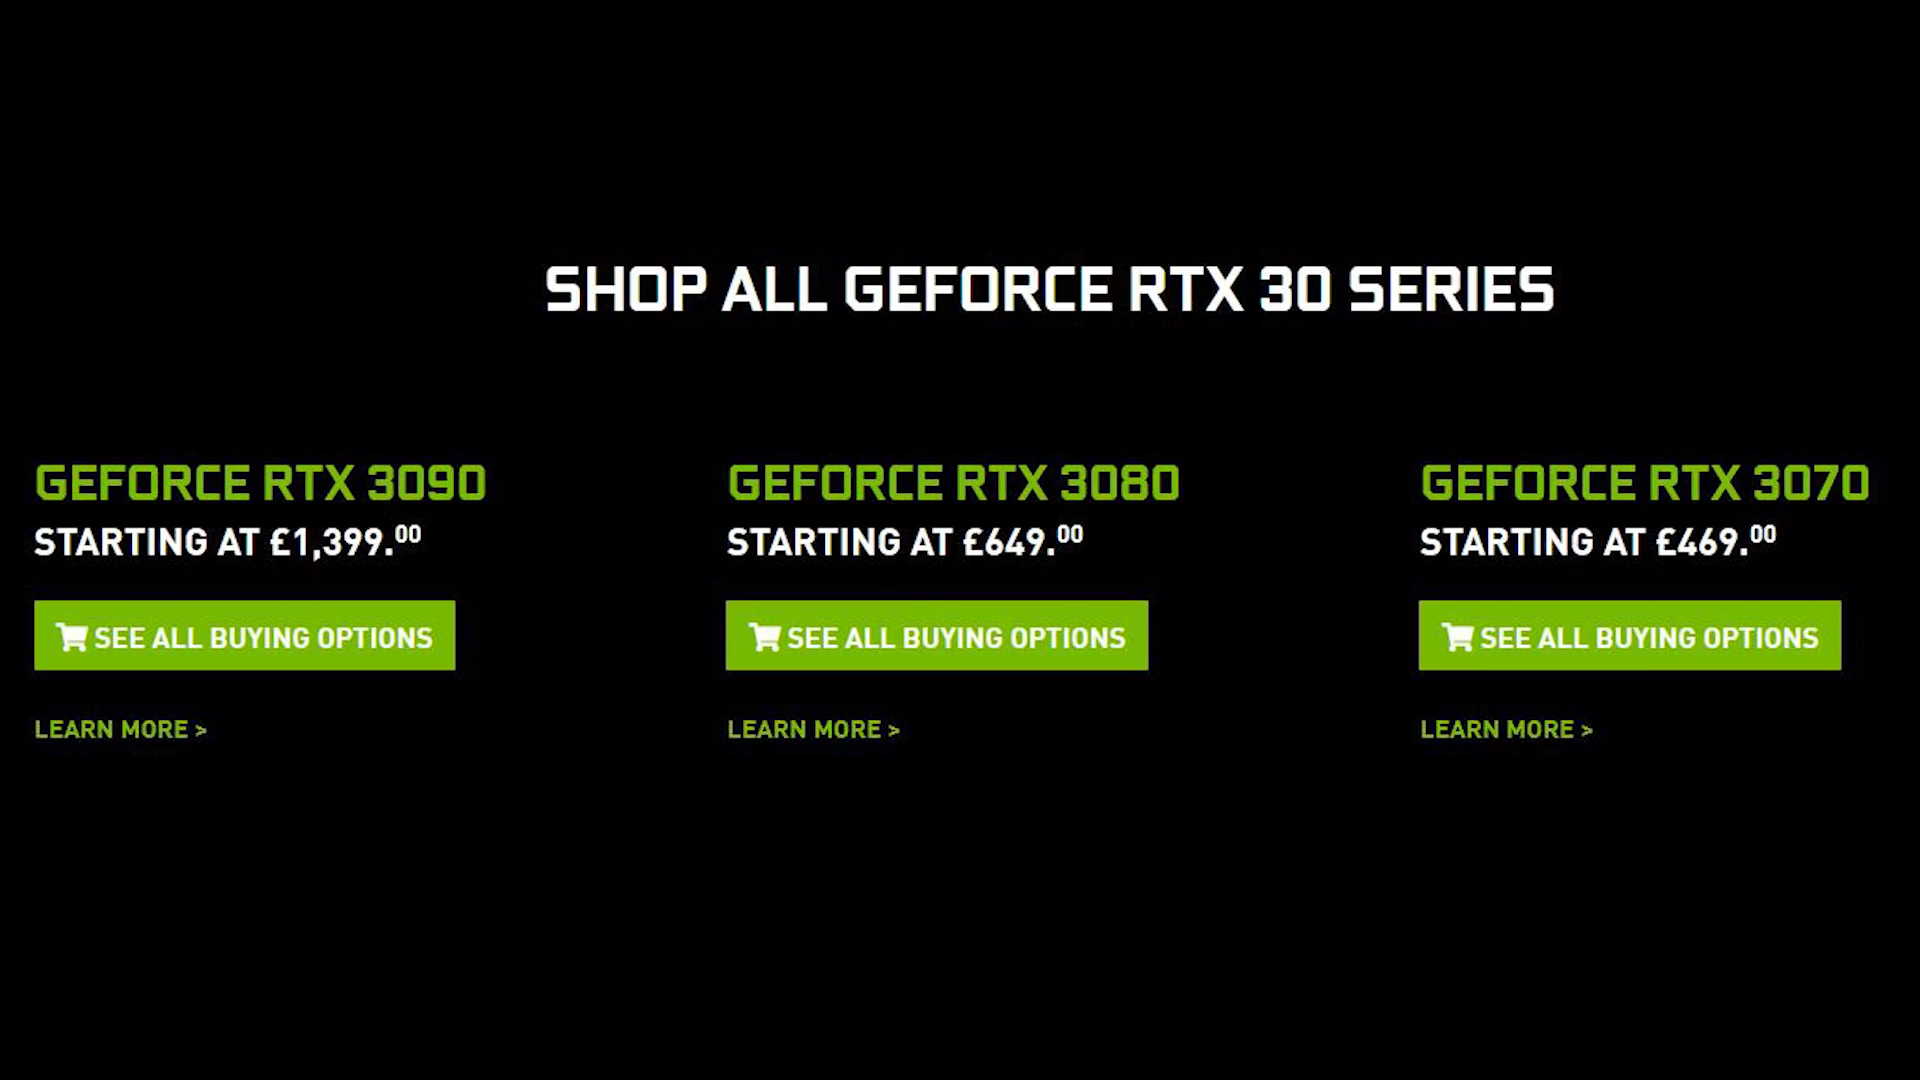 SHOP ALL GEFORCE RTX 30 SERIES
GEFORCE RTX 3090
STARTING AT £1,399.00
SEE ALL BUYING OPTIONS
LEARN MORE >
GEFORCE RTX 3080
STARTING AT £649.00
SEE ALL BUYING OPTIONS
LEARN MORE >
GEFORCE RTX 3070
STARTING AT £469.00
SEE ALL BUYING OPTIONS
LEARN MORE >